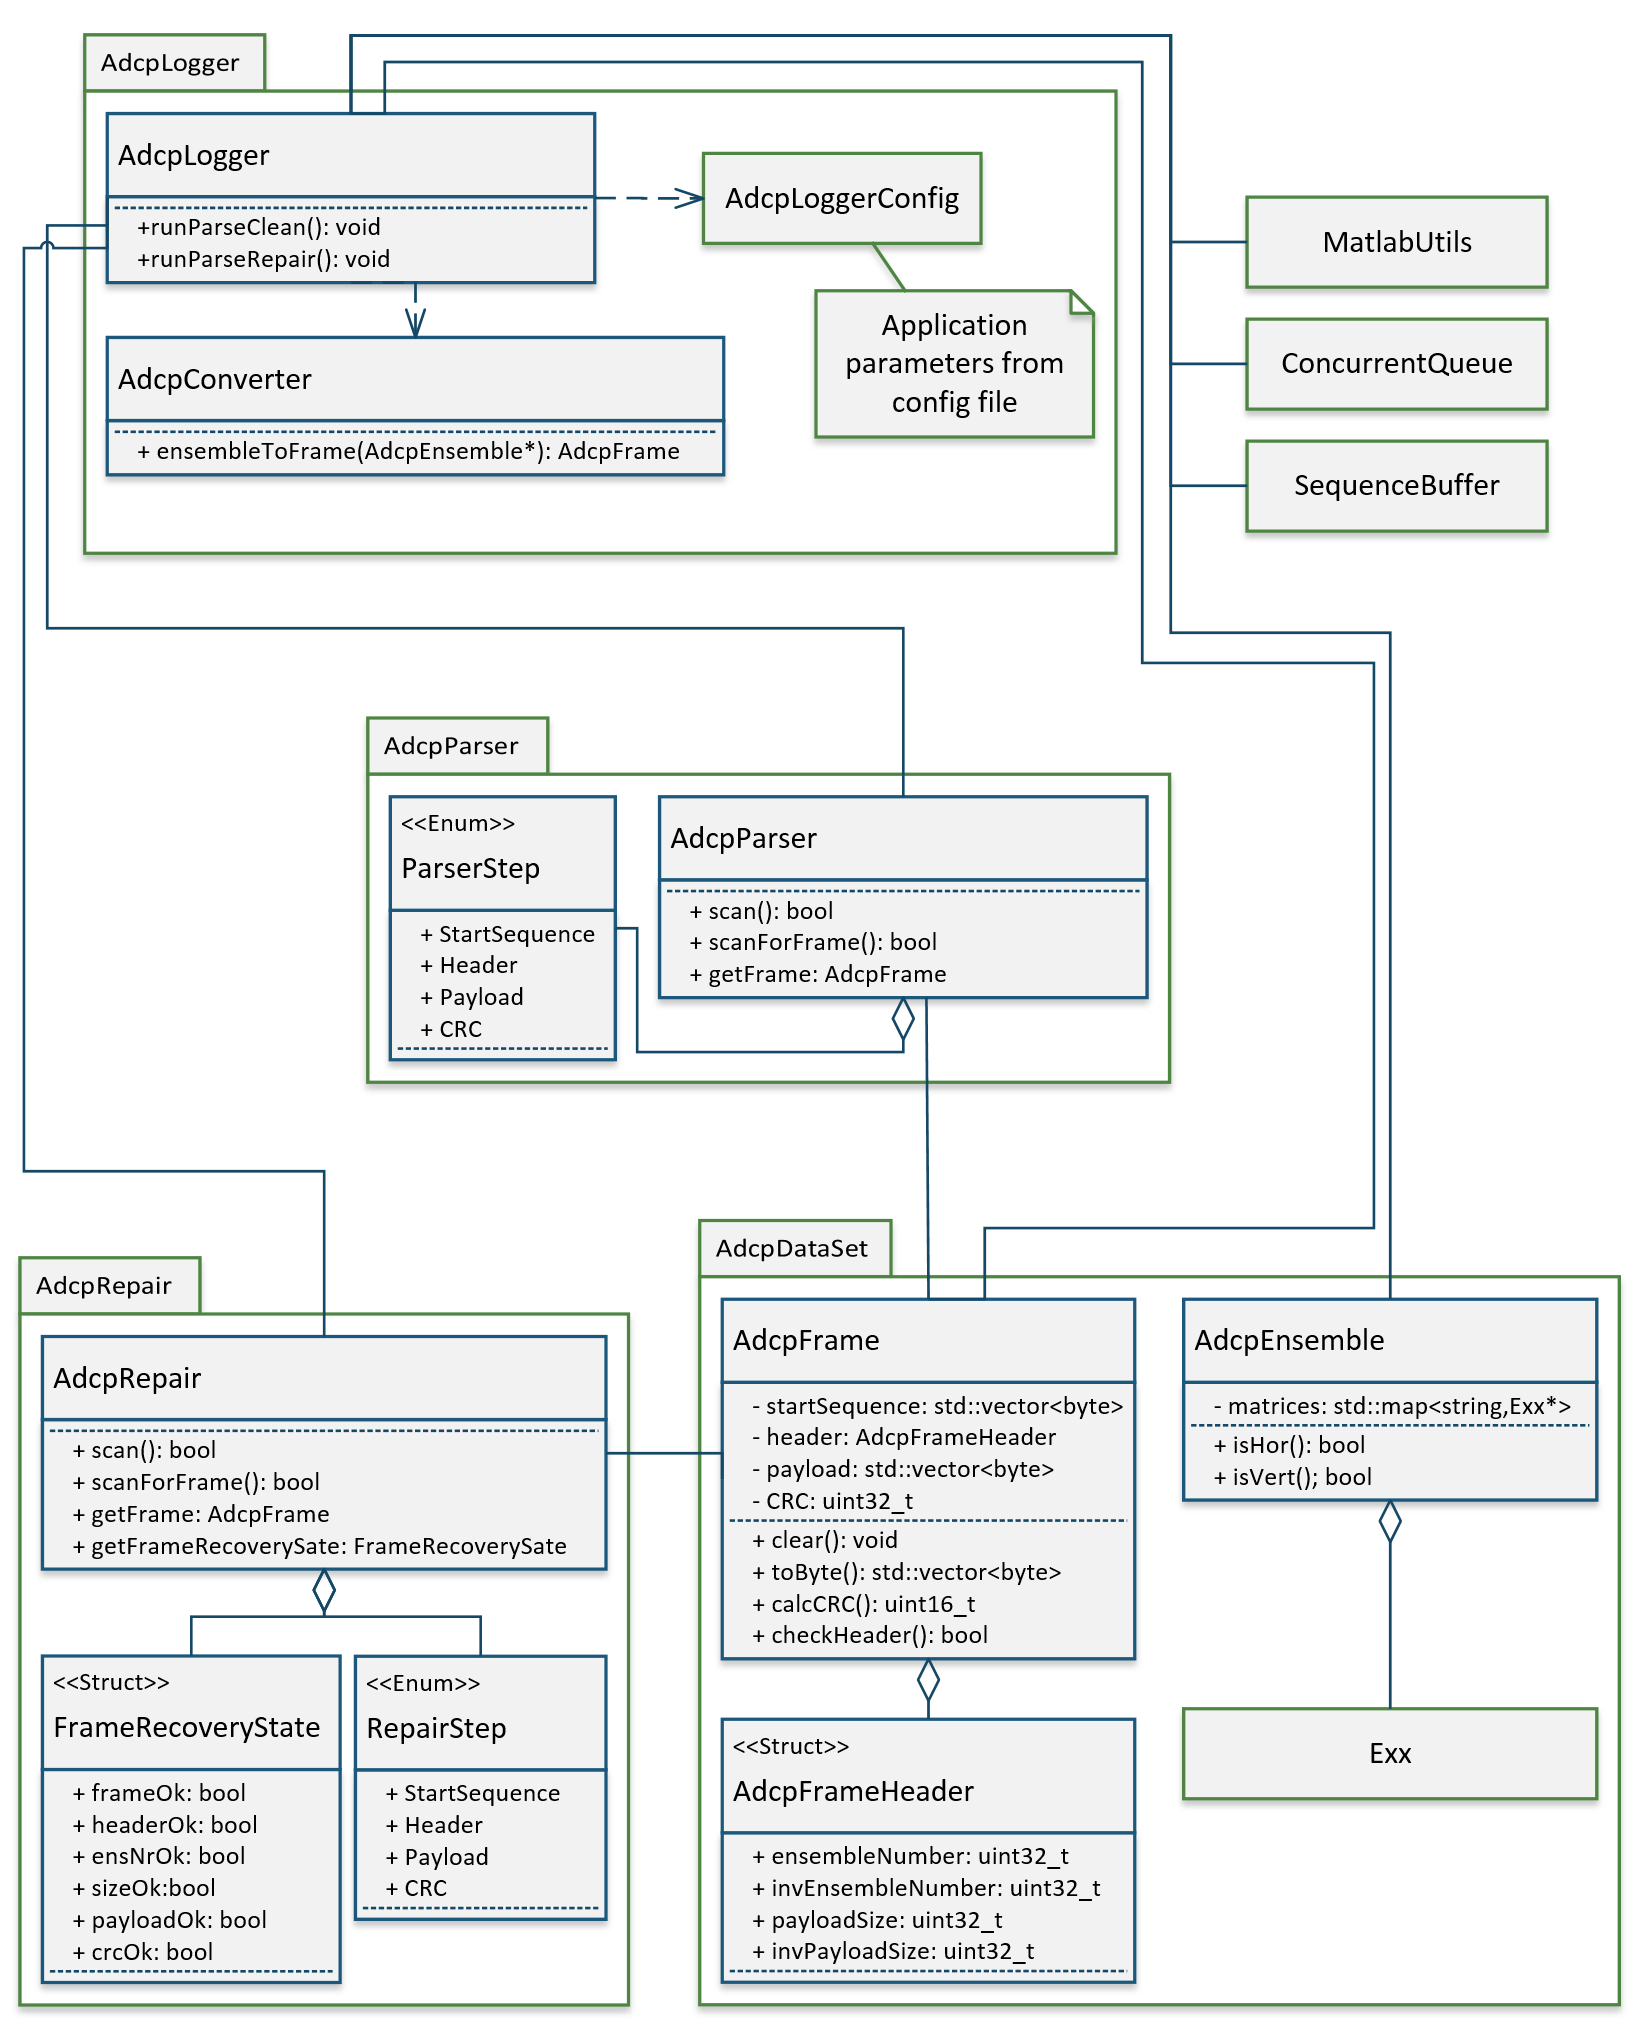 AdcpLogger
AdcpLogger
+runParseClean(): void
+runParseRepair(): void
AdcpLoggerConfig
Application
parameters from
config file
AdcpConverter
+ ensembleToFrame(AdcpEnsemble*): AdcpFrame
MatlabUtils
ConcurrentQueue
SequenceBuffer
AdcpParser
<<Enum>>
ParserStep
+ StartSequence
+ Header
+ Payload
+ CRC
AdcpParser
+ scan(): bool
+ scanForFrame(): bool
+ getFrame: AdcpFrame
AdcpRepair
AdcpRepair
+ scan(): bool
+ scanForFrame(): bool
+ getFrame: AdcpFrame
+ getFrameRecoverySate: FrameRecoverySate
<<Struct>>
FrameRecoveryState
+ frameOk: bool
+ headerOk: bool
+ ensNrOk: bool
+ sizeOk:bool
+ payloadOk: bool
+ crcOk: bool
<<Enum>>
RepairStep
+ StartSequence
+ Header
+ Payload
+ CRC
AdcpDataSet
AdcpFrame
- startSequence: std::vector<byte>
- header: AdcpFrameHeader
- payload: std::vector<byte>
- CRC: uint32_t
+ clear(): void
+ toByte(): std::vector<byte>
+ calcCRC(): uint16_t
+ checkHeader(): bool
<<Struct>>
AdcpFrameHeader
+ ensembleNumber: uint32_t
+ invEnsembleNumber: uint32_t
+ payloadSize: uint32_t
+ invPayloadSize: uint32_t
AdcpEnsemble
- matrices: std::map<string,Exx*>
+ isHor(): bool
+ isVert(); bool
Exx